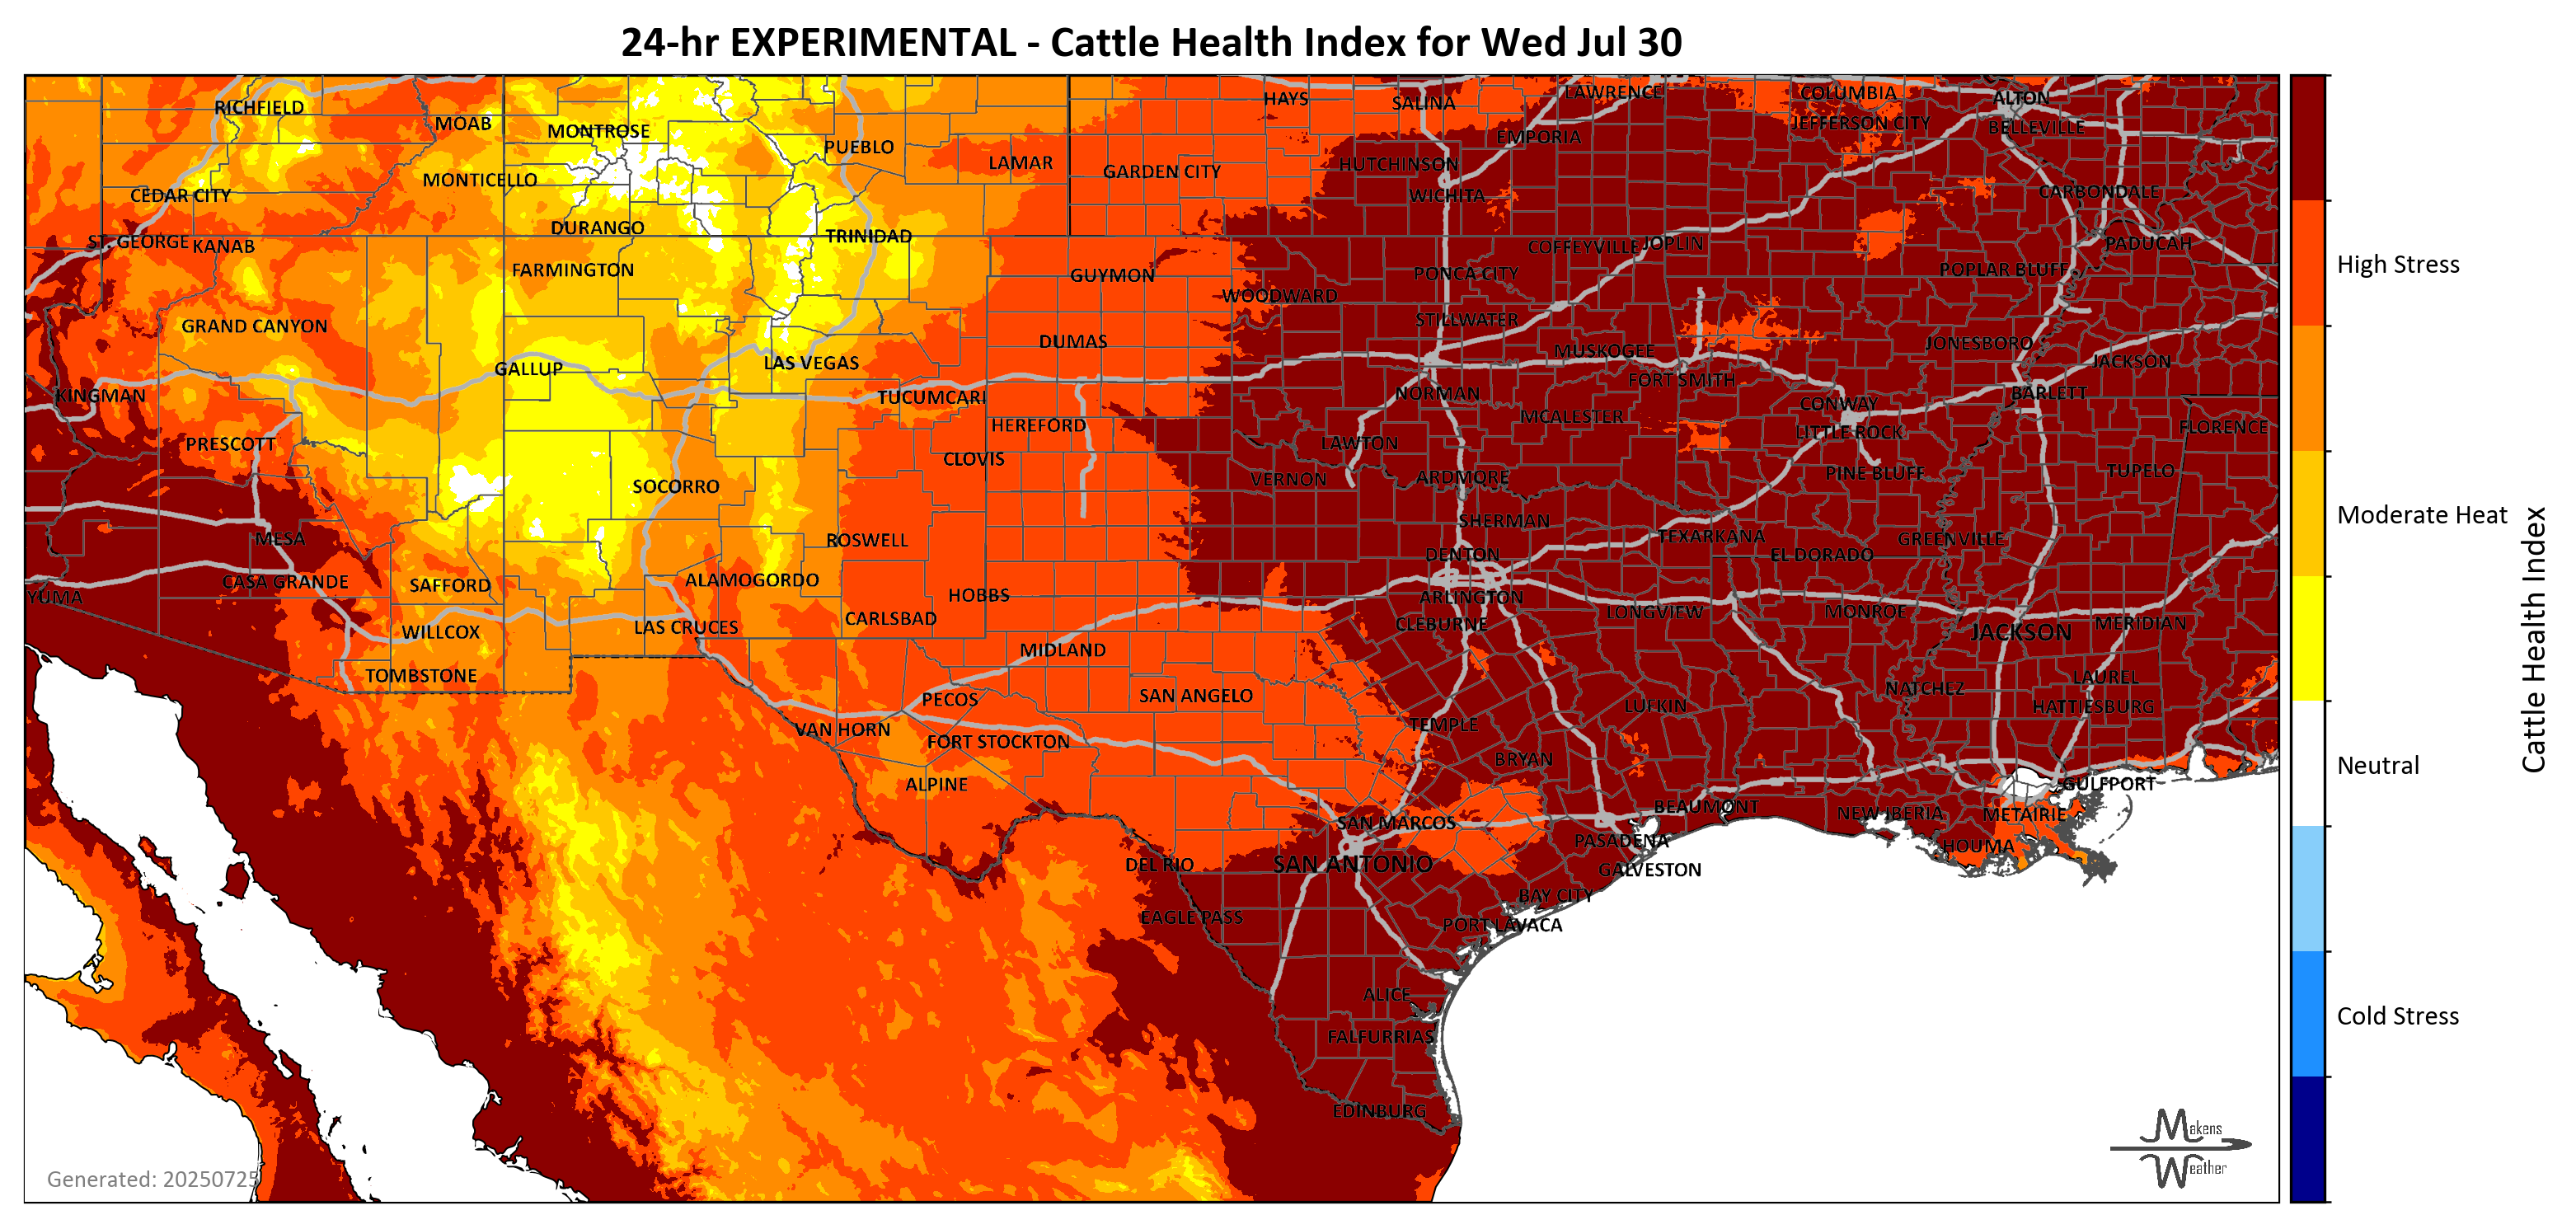 24-hr EXPERIMENTAL - Cattle Health Index for Wed Jul 30
HAYS
SALINA
LAWRENCE
COLUMBIA
ALTON
RICHFIELD
MOAB
MONTROSE
PUEBLO
EMPORIA
JEFFERSON CITY
BELLEVILLE
LAMAR
GARDEN CITY
HUTCHINSON
MONTICELLO
CEDAR CITY
WICHITA
CARBONDALE
DURANGO
TRINIDAD
ST. GEORGE
KANAB
COFFEYVILLE
JOPLIN
PADUCAH
High Stress
FARMINGTON
GUYMON
PONCA CITY
POPLAR BLUFF
WOODWARD
GRAND CANYON
STILLWATER
DUMAS
MUSKOGEE
JONESBORO
GALLUP
LAS VEGAS
JACKSON
FORT SMITH
KINGMAN
TUCUMCARI
NORMAN
BARLETT
CONWAY
MCALESTER
HEREFORD
FLORENCE
LITTLE ROCK
PRESCOTT
LAWTON
CLOVIS
TUPELO
SOCORRO
VERNON
ARDMORE
PINE BLUFF
SHERMAN
Moderate Heat
MESA
ROSWELL
TEXARKANA
GREENVILLE
DENTON
EL DORADO
CASA GRANDE
SAFFORD
ALAMOGORDO
YUMA
HOBBS
ARLINGTON
LONGVIEW
MONROE
CARLSBAD
CLEBURNE
MERIDIAN
WILLCOX
LAS CRUCES
JACKSON
Cattle Health Index
MIDLAND
TOMBSTONE
LAUREL
NATCHEZ
PECOS
SAN ANGELO
LUFKIN
HATTIESBURG
VAN HORN
TEMPLE
FORT STOCKTON
BRYAN
Neutral
ALPINE
GULFPORT
BEAUMONT
NEW IBERIA
METAIRIE
SAN MARCOS
PASADENA
HOUMA
DEL RIO
SAN ANTONIO
GALVESTON
BAY CITY
EAGLE PASS
PORT LAVACA
ALICE
Cold Stress
FALFURRIAS
EDINBURG
Makens
Weather
Generated: 20250725